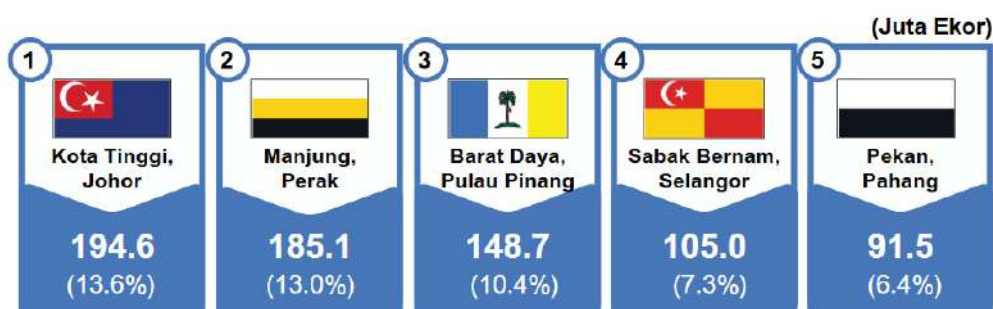 (Juta Ekor)
1
Kota Tinggi,
Johor
194.6
(13.6%)
2
Manjung,
Perak
185.1
(13.0%)
3
Barat Daya,
Pulau Pinang
148.7
(10.4%)
4
Sabak Bernam,
Selangor
105.0
(7.3%)
5
Pekan,
Pahang
91.5
(6.4%)